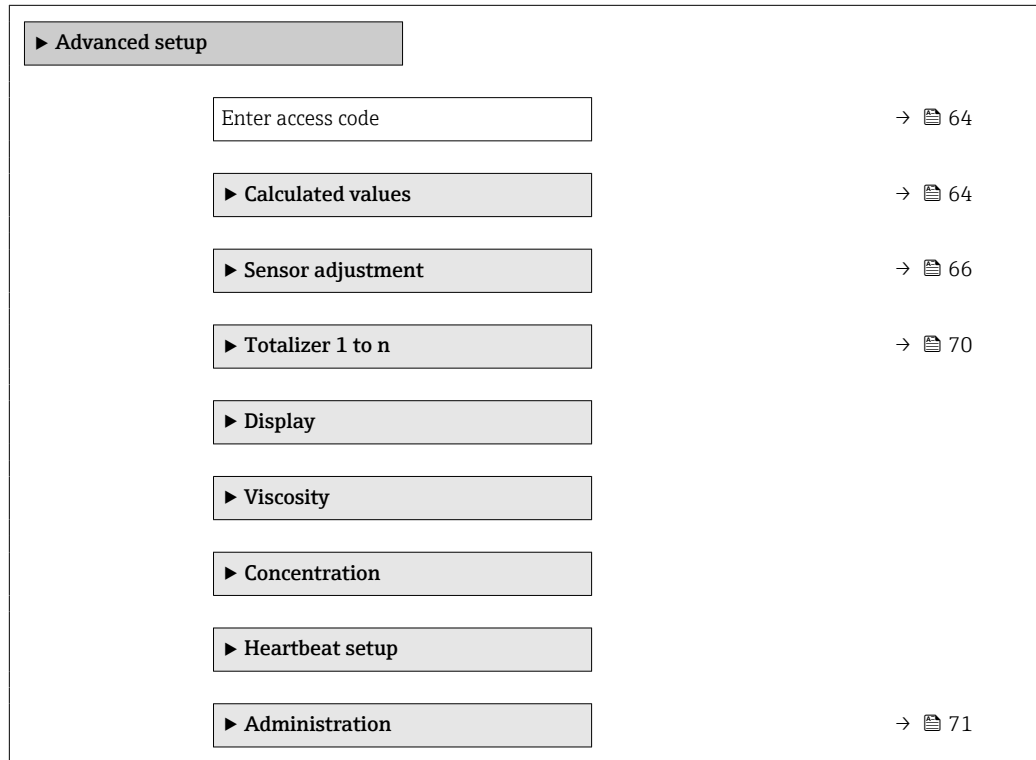 ▶ Advanced setup
Enter access code → 64
▶ Calculated values → 64
▶ Sensor adjustment → 66
▶ Totalizer 1 to n → 70
▶ Display
▶ Viscosity
▶ Concentration
▶ Heartbeat setup
▶ Administration → 71